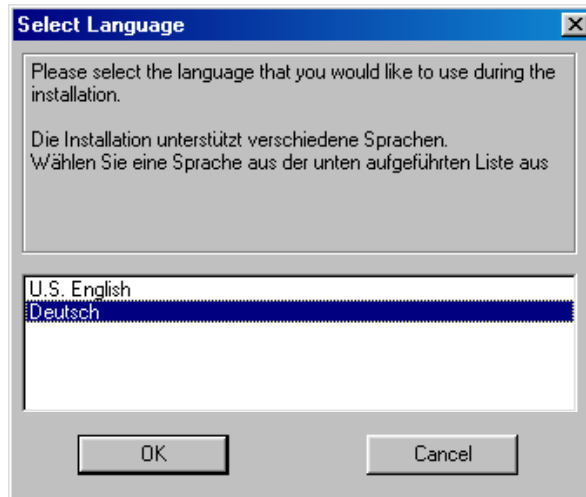 Select Language
Please select the language that you would like to use during the
installation.
Die Installation unterstützt verschiedene Sprachen.
Wählen Sie eine Sprache aus der unten aufgeführten Liste aus
U.S. English
Deutsch
OK
Cancel